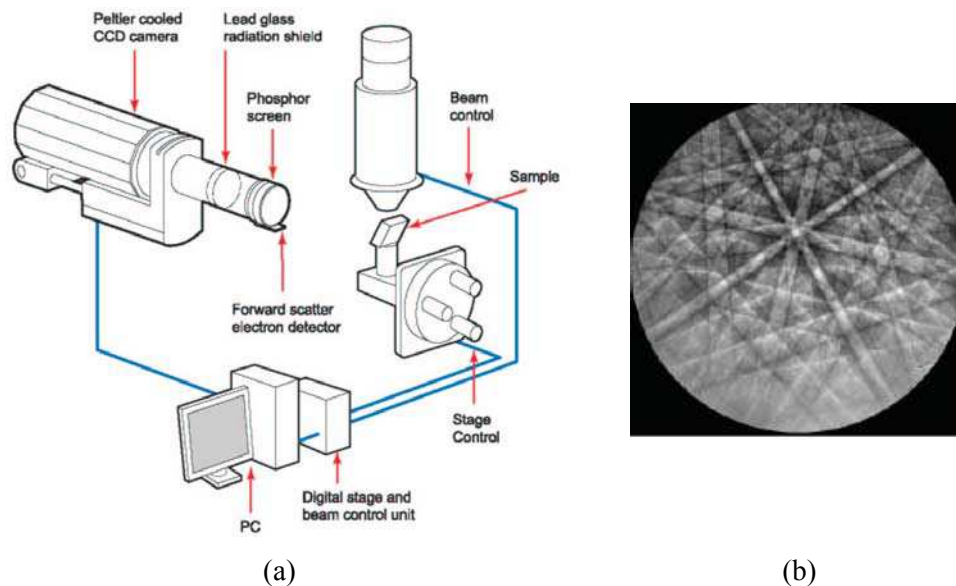 Peltier cooled
CCD camera
Lead glass
radiation shield
Phosphor
screen
Beam
control
Sample
Forward scatter
electron detector
Stage
Control
PC
Digital stage and
beam control unit
(a)
(b)